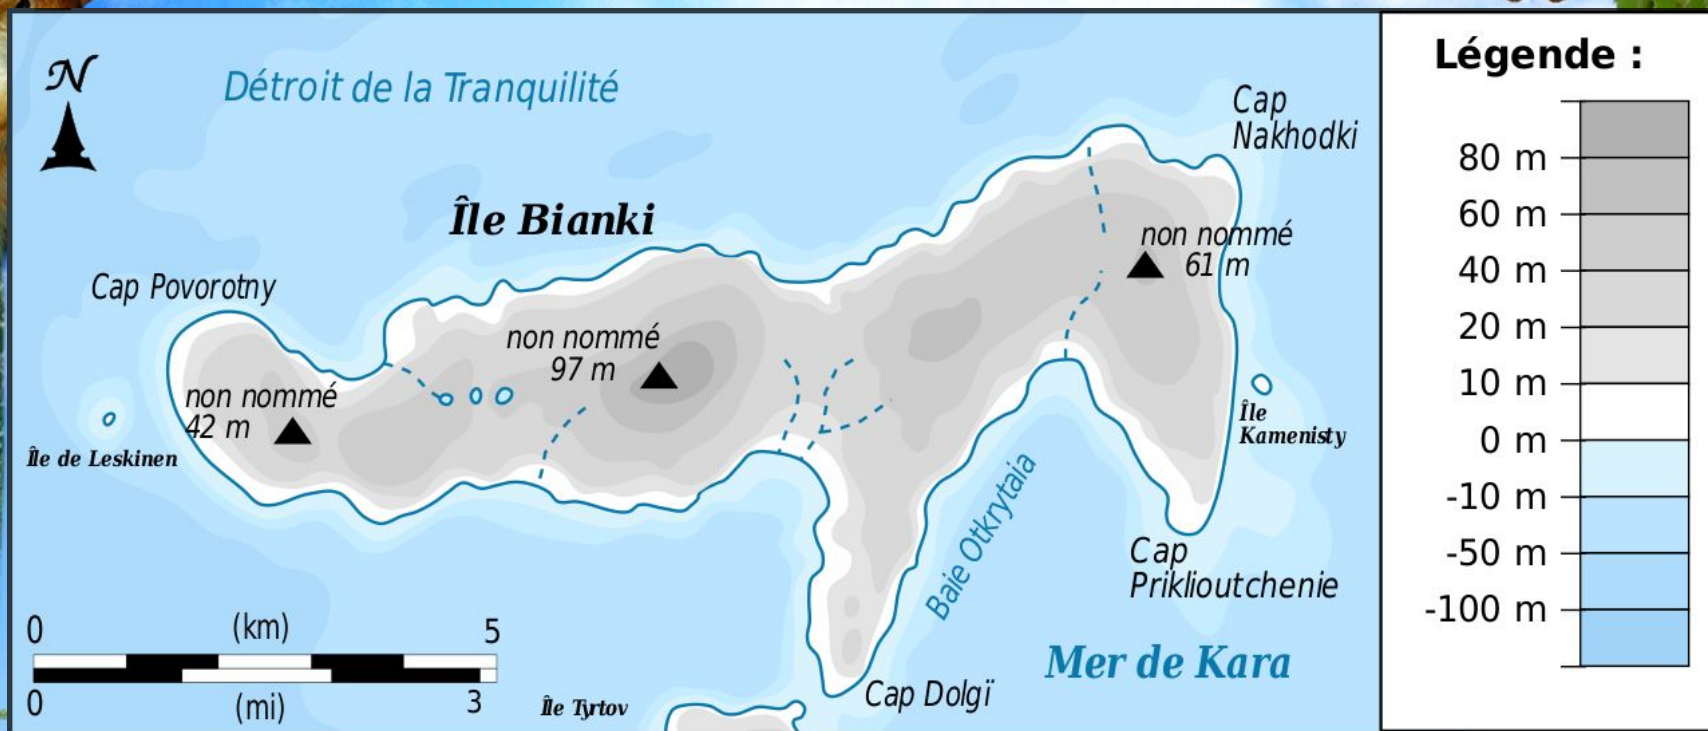 N
Détroit de la Tranquilité
Cap
Nakhodki
Île Bianki
Cap Povorotny
non nommé
61 m
non nommé
97 m
non nommé
42 m
Île de Leskinen
Île
Kamenisty
Baie Otkrytaia
Cap
Priklioutchenie
Mer de Kara
Cap Dolgï
Île Tyrtov
0 (km) 5
0 (mi) 3
Légende :
80 m
60 m
40 m
20 m
10 m
0 m
-10 m
-50 m
-100 m